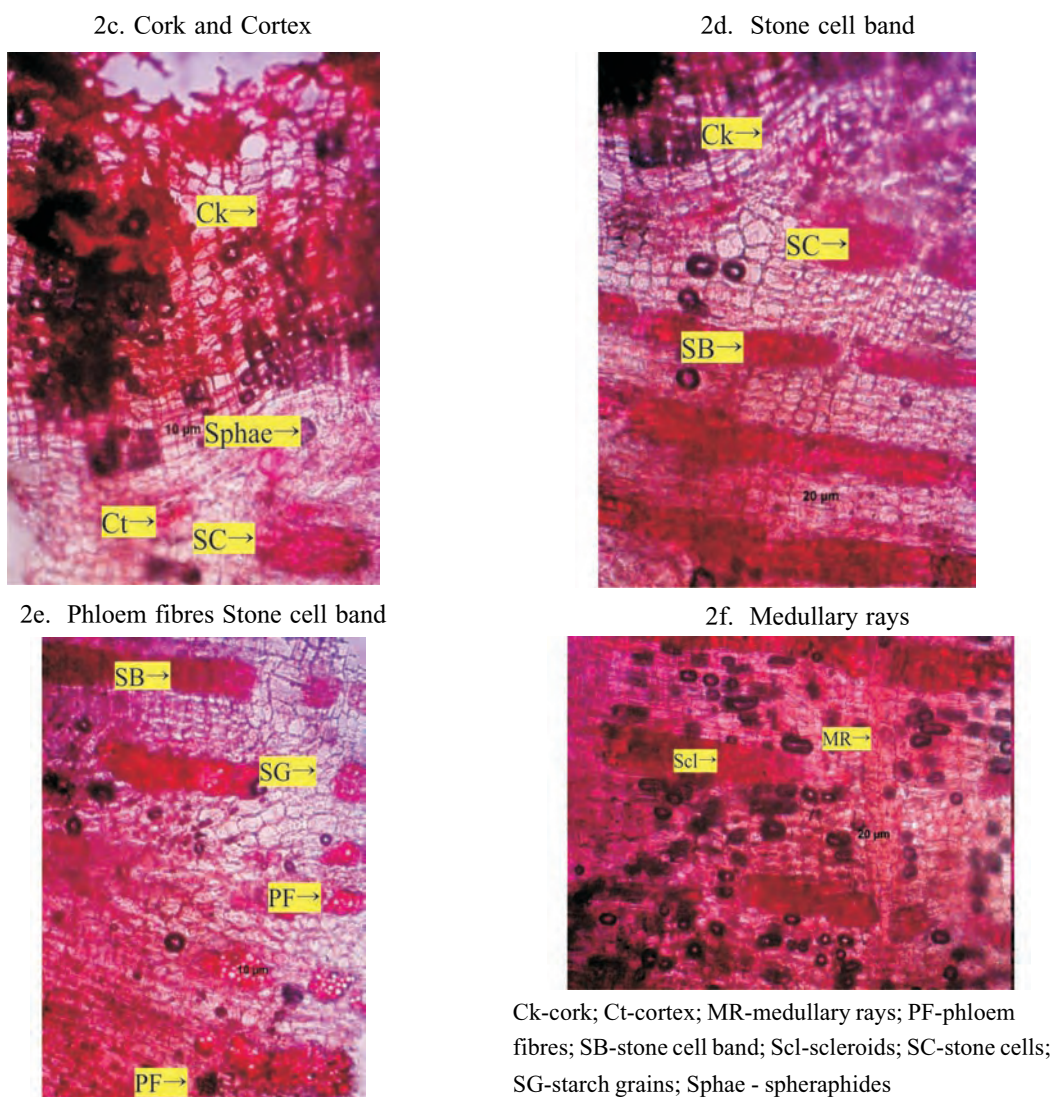 2c. Cork and Cortex
Ck→
10 µm
Sphae→
Ct→
SC→
2d. Stone cell band
Ck→
SC→
SB→
20 µm
2e. Phloem fibres Stone cell band
SB→
SG→
PF→
10 µm
PF→
2f. Medullary rays
MR→
Scl→
20 µm
Ck-cork; Ct-cortex; MR-medullary rays; PF-phloem
fibres; SB-stone cell band; Scl-scleroids; SC-stone cells;
SG-starch grains; Sphae - spheraphides